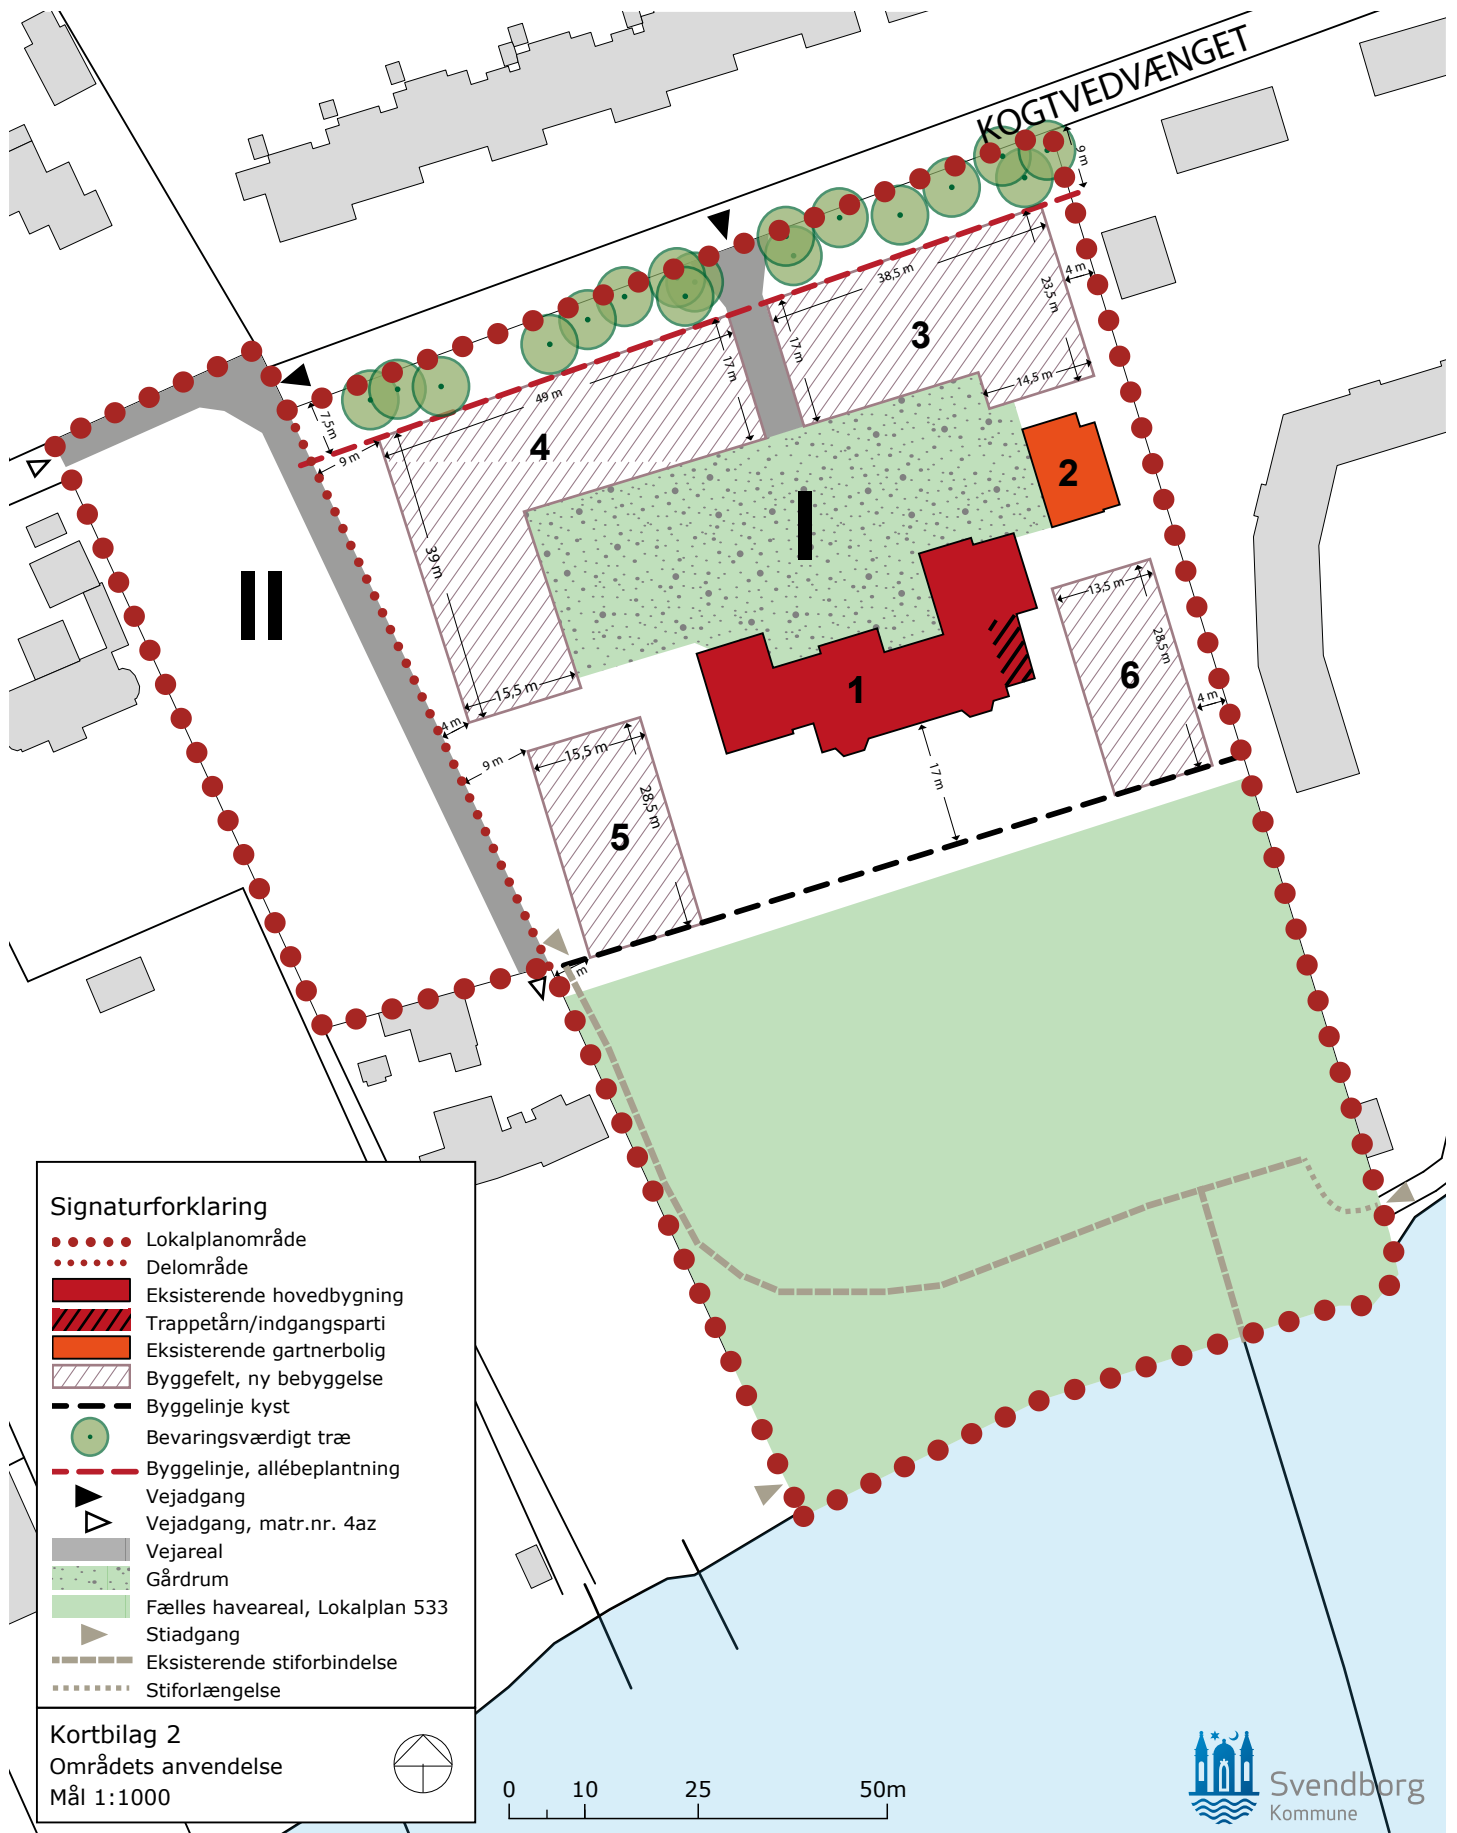 KOGTVEDVÆNGET
9 m
38,5 m
4 m
23,5 m
3
17 m
17 m
14,5 m
49 m
7,5m
4
9 m
2
I
39 m
II
13,5 m
28,5 m
6
1
15,5 m
4 m
4 m
9 m
15,5 m
17 m
28,5 m
5
m
Signaturforklaring
Lokalplanområde
Delområde
Eksisterende hovedbygning
Trappetårn/indgangsparti
Eksisterende gartnerbolig
Byggefelt, ny bebyggelse
Byggelinje kyst
Bevaringsværdigt træ
Byggelinje, allébeplantning
Vejadgang
Vejadgang, matr.nr. 4az
Vejareal
Gårdrum
Fælles haveareal, Lokalplan 533
Stiadgang
Eksisterende stiforbindelse
Stiforlængelse
Kortbilag 2
Områdets anvendelse
Mål 1:1000
0 10 25 50m
Svendborg
Kommune